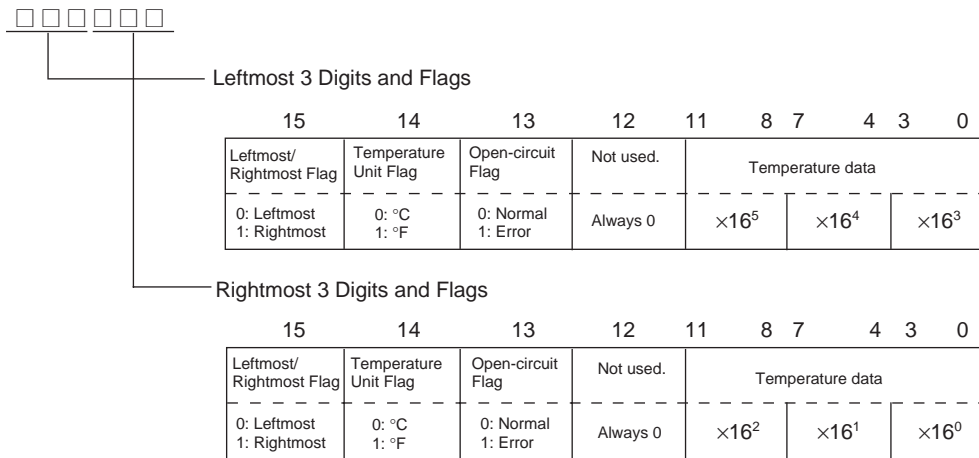 □□□□□□
Leftmost 3 Digits and Flags
15 14 13 12 11 8 7 4 3 0
Leftmost/ Temperature Open-circuit Not used. Temperature data
Rightmost Flag Unit Flag Flag
0: Leftmost 0: °C 0: Normal Always 0 ×16⁵ ×16⁴ ×16³
1: Rightmost 1: °F 1: Error
Rightmost 3 Digits and Flags
15 14 13 12 11 8 7 4 3 0
Leftmost/ Temperature Open-circuit Not used. Temperature data
Rightmost Flag Unit Flag Flag
0: Leftmost 0: °C 0: Normal Always 0 ×16² ×16¹ ×16⁰
1: Rightmost 1: °F 1: Error